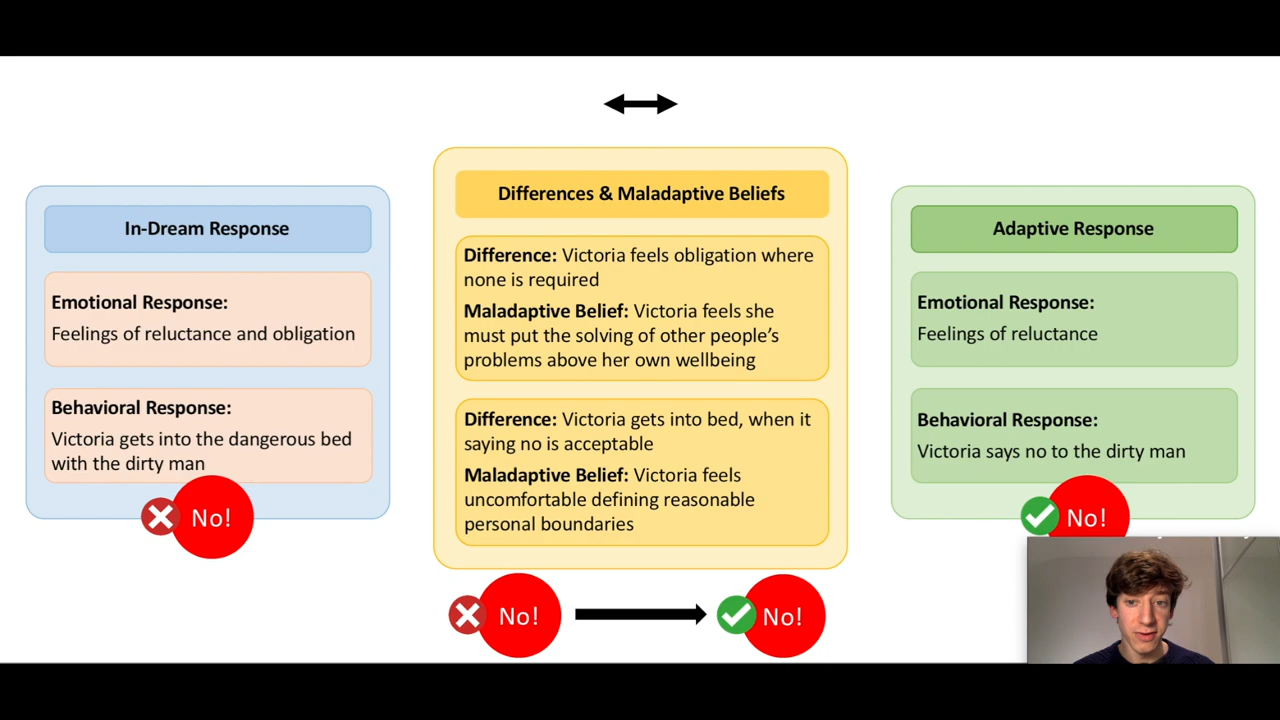 In-Dream Response
Emotional Response:
Feelings of reluctance and obligation
Behavioral Response:
Victoria gets into the dangerous bed
with the dirty man
No!
Differences & Maladaptive Beliefs
Difference: Victoria feels obligation where
none is required
Maladaptive Belief: Victoria feels she
must put the solving of other people's
problems above her own wellbeing
Difference: Victoria gets into bed, when it
saying no is acceptable
Maladaptive Belief: Victoria feels
uncomfortable defining reasonable
personal boundaries
No!
No!
Adaptive Response
Emotional Response:
Feelings of reluctance
Behavioral Response:
Victoria says no to the dirty man
No!